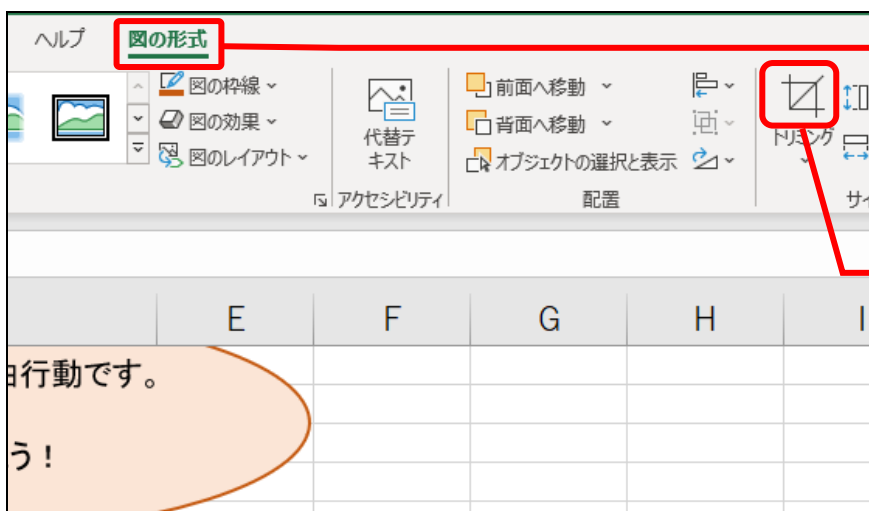 ヘルプ 図の形式
図の枠線
図の効果
図のレイアウト
代替テ
キスト
アクセシビリティ
前面へ移動
背面へ移動
オブジェクトの選択と表示
配置
トリミング
サイ
E F G H I
行動です。
う！